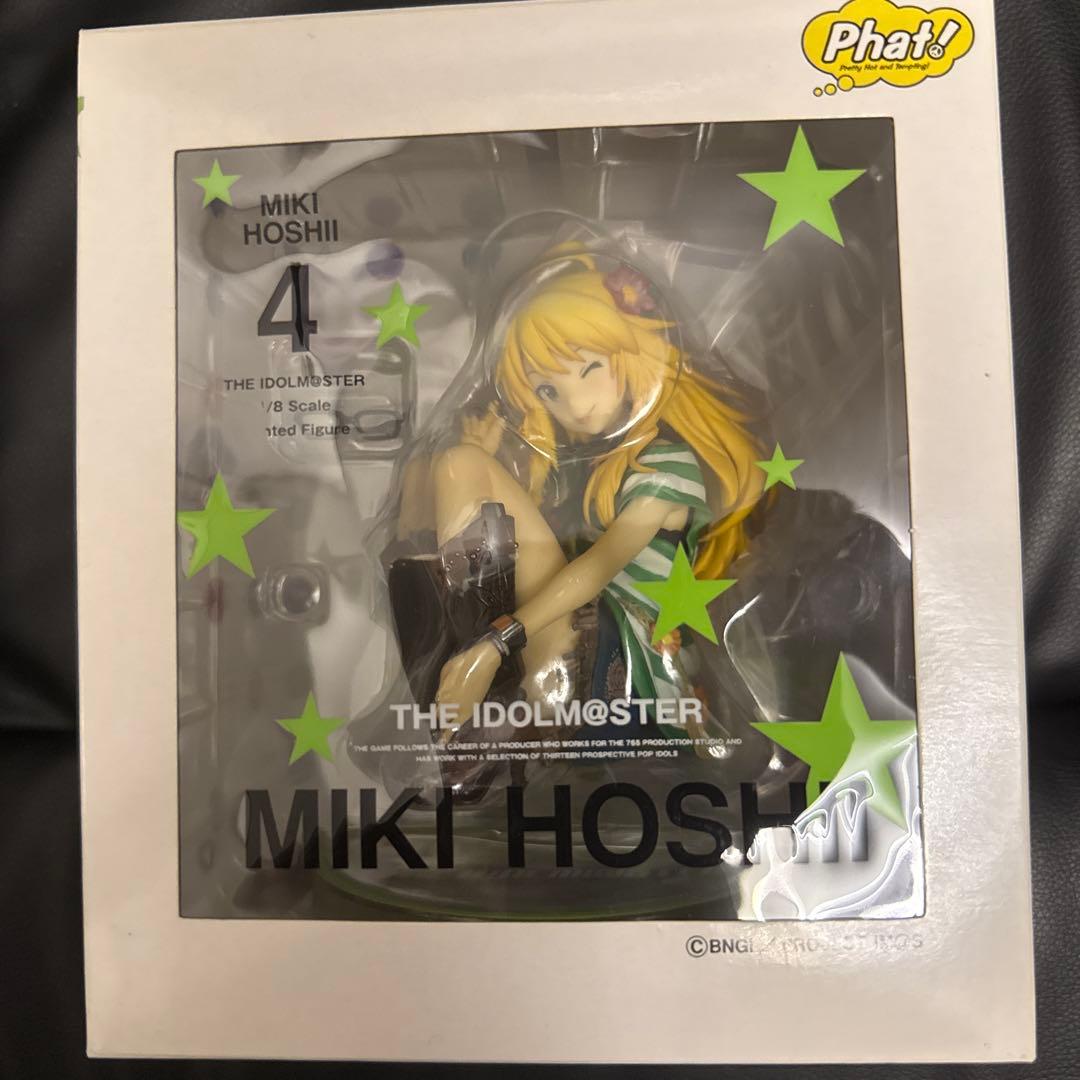 Phat!
Pretty Hot and Tempting!
MIKI
HOSHII
4
THE IDOLM@STER
/8 Scale
nted Figure
THE IDOLM@STER
THE GAME FOLLOWS THE CAREER OF A PRODUCER WHO WORKS FOR THE 765 PRODUCTION STUDIO AND
HAS WORK WITH A SELECTION OF THIRTEEN PROSPECTIVE POP IDOLS
MIKI HOSHII
©BNGI